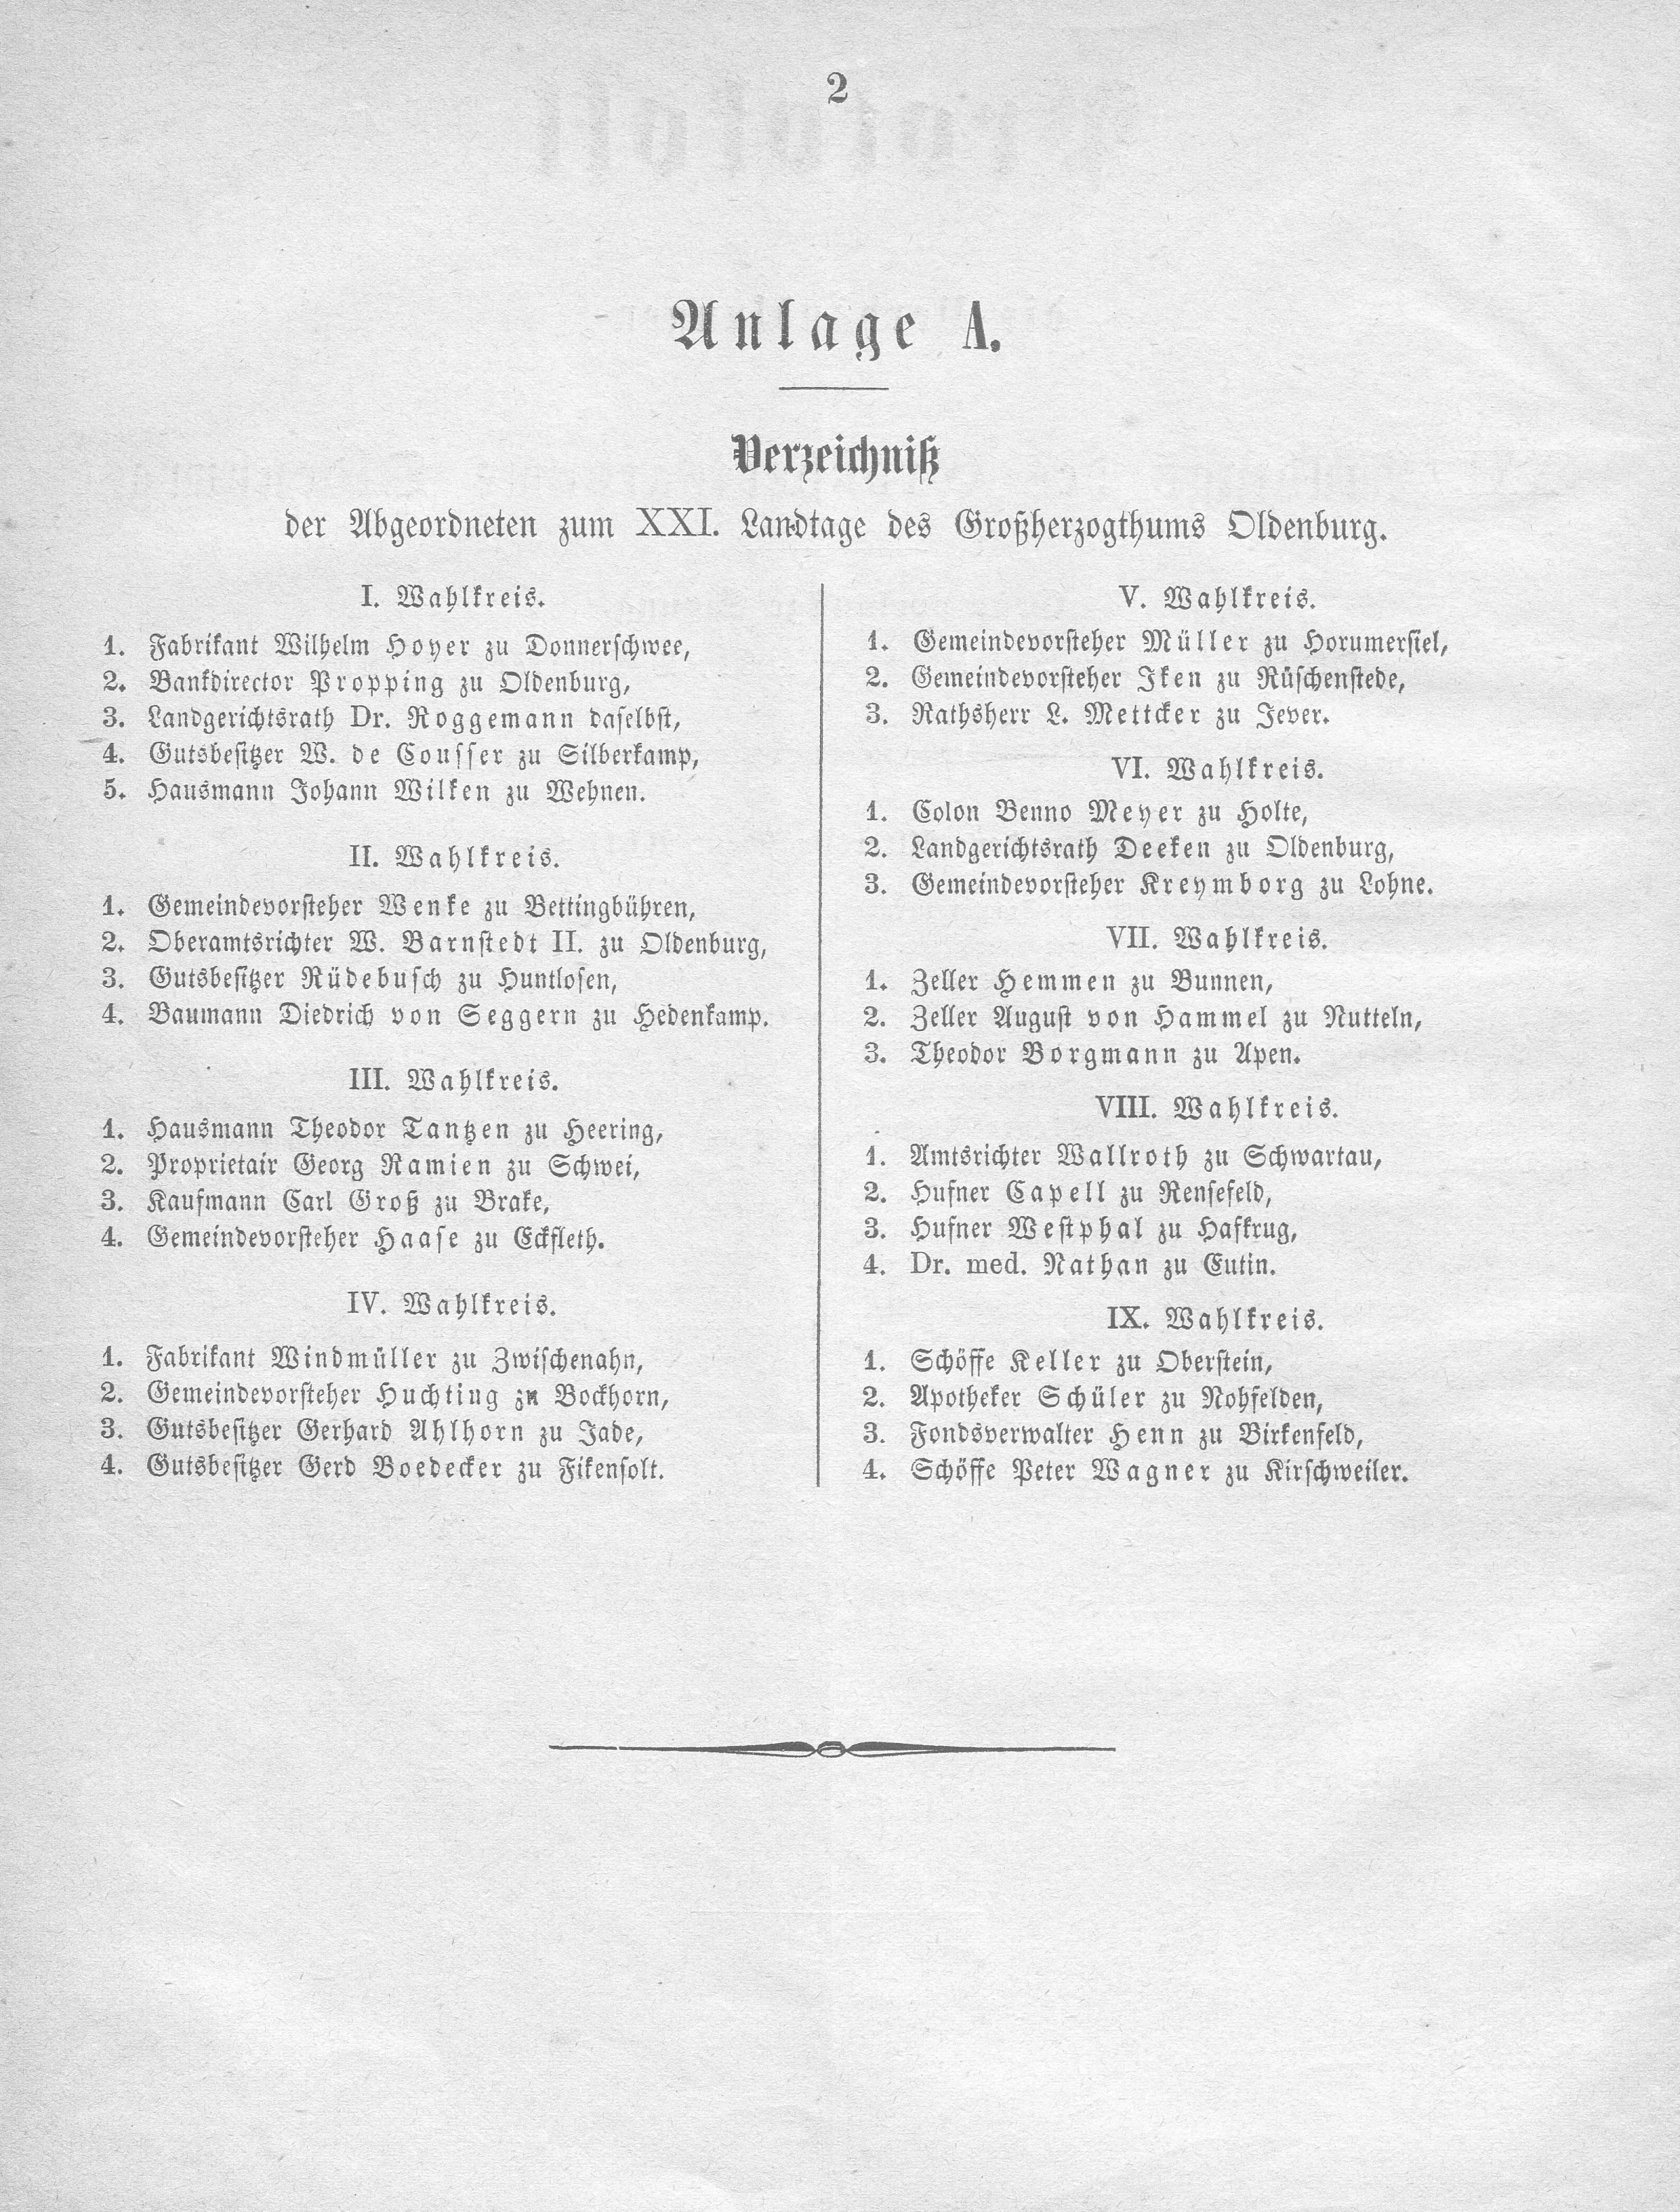 2
Anlage A.
Verzeichniß
der Abgeordneten zum XXI. Landtage des Großherzogthums Oldenburg.
I. Wahlkreis.
1. Fabrikant Wilhelm Hoyer zu Donnerschwee,
2. Bankdirector Propping zu Oldenburg,
3. Landgerichtsrath Dr. Roggemann daselbst,
4. Gutsbesitzer W. de Cousser zu Silberkamp,
5. Hausmann Johann Wilken zu Wehnen.
II. Wahlkreis.
1. Gemeindevorsteher Wenke zu Bettingbühren,
2. Oberamtsrichter W. Barnstedt II. zu Oldenburg,
3. Gutsbesitzer Rüdebusch zu Huntlosen,
4. Baumann Diedrich von Seggern zu Hedenkamp.
III. Wahlkreis.
1. Hausmann Theodor Tantzen zu Heering,
2. Proprietair Georg Ramien zu Schwei,
3. Kaufmann Carl Groß zu Brake,
4. Gemeindevorsteher Haase zu Eckfleth.
IV. Wahlkreis.
1. Fabrikant Windmüller zu Zwischenahn,
2. Gemeindevorsteher Huchting zu Bockhorn,
3. Gutsbesitzer Gerhard Ahlhorn zu Jade,
4. Gutsbesitzer Gerd Boedecker zu Fikensolt.
V. Wahlkreis.
1. Gemeindevorsteher Müller zu Horumersiel,
2. Gemeindevorsteher Iken zu Rüschenstede,
3. Rathsherr L. Mettcker zu Jever.
VI. Wahlkreis.
1. Colon Benno Meyer zu Holte,
2. Landgerichtsrath Deeken zu Oldenburg,
3. Gemeindevorsteher Kreymborg zu Lohne.
VII. Wahlkreis.
1. Zeller Hemmen zu Bunnen,
2. Zeller August von Hammel zu Nutteln,
3. Theodor Borgmann zu Apen.
VIII. Wahlkreis.
1. Amtsrichter Wallroth zu Schwartau,
2. Hufner Capell zu Rensefeld,
3. Hufner Westphal zu Haffkrug,
4. Dr. med. Nathan zu Eutin.
IX. Wahlkreis.
1. Schöffe Keller zu Oberstein,
2. Apotheker Schüler zu Nohfelden,
3. Fondsverwalter Henn zu Birkenfeld,
4. Schöffe Peter Wagner zu Kirschweiler.